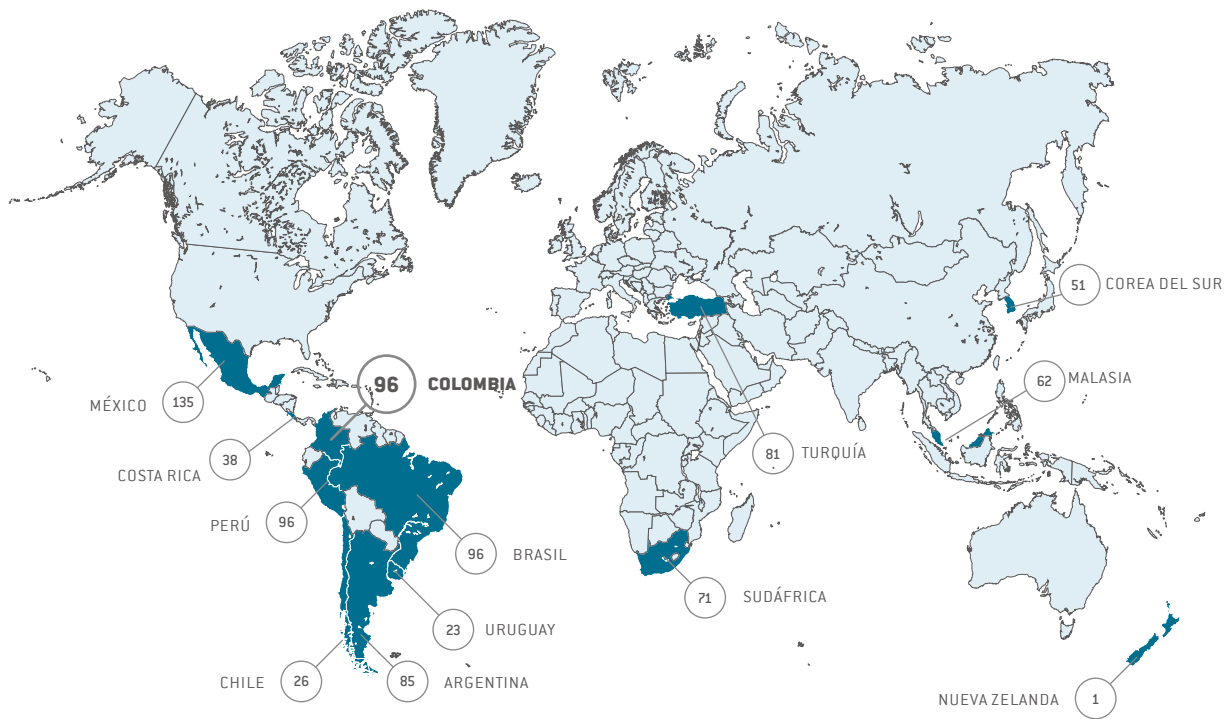 51 COREA DEL SUR
62 MALASIA
96 COLOMBIA
MÉXICO 135
81 TURQUÍA
COSTA RICA 38
PERÚ 96
96 BRASIL
71 SUDÁFRICA
23 URUGUAY
CHILE 26
85 ARGENTINA
NUEVA ZELANDA 1